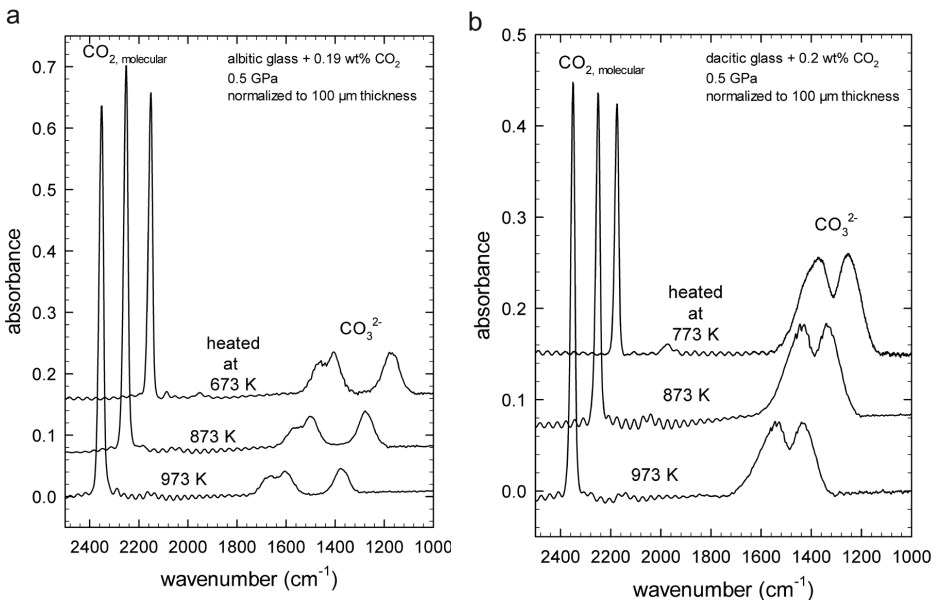 a
CO2, molecular
albitic glass + 0.19 wt% CO2
0.5 GPa
normalized to 100 µm thickness
0.7
0.6
0.5
0.4
0.3
0.2
0.1
0.0
absorbance
heated
at
673 K
CO3 2-
873 K
973 K
2400 2200 2000 1800 1600 1400 1200 1000
wavenumber (cm-1)
b
CO2, molecular
dacitic glass + 0.2 wt% CO2
0.5 GPa
normalized to 100 µm thickness
0.5
0.4
0.3
0.2
0.1
0.0
absorbance
CO3 2-
heated
at
773 K
873 K
973 K
2400 2200 2000 1600 1400 1200 1000
wavenumber (cm-1)